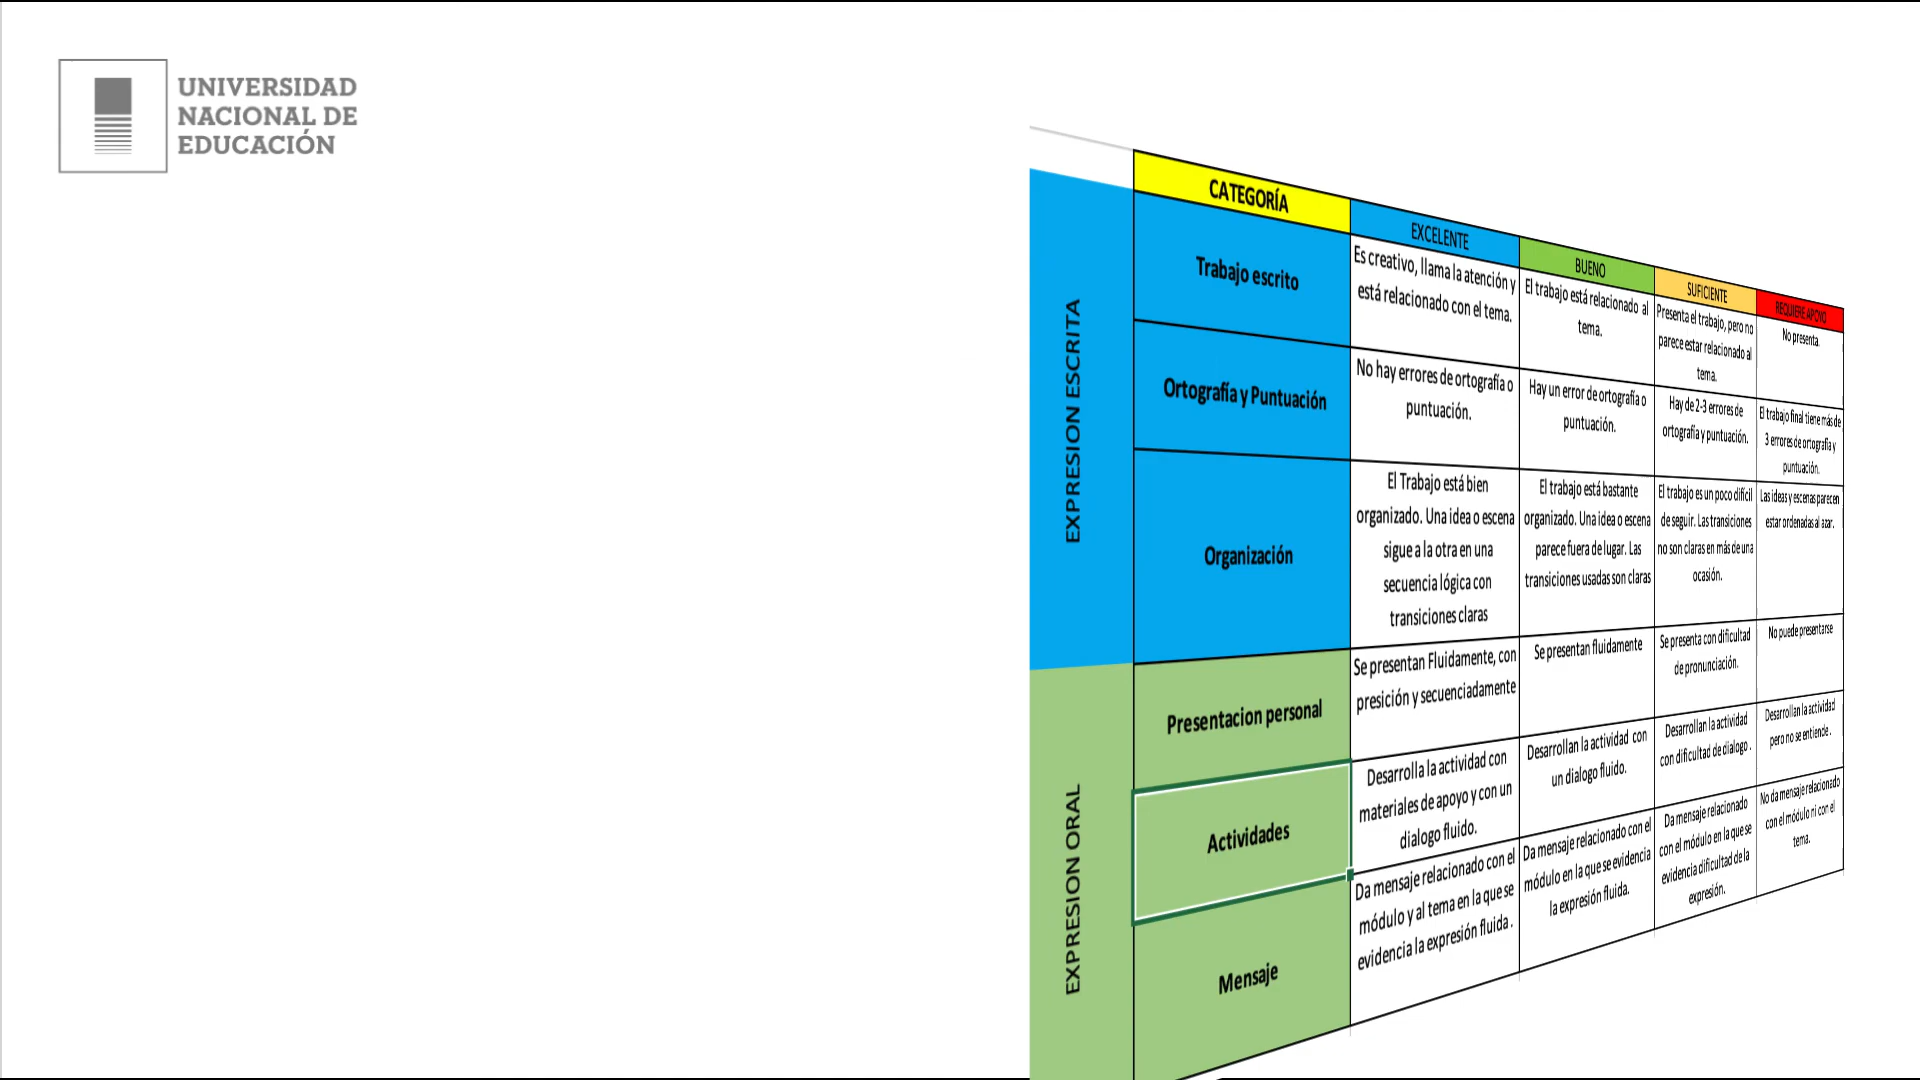 UNIVERSIDAD
NACIONAL DE
EDUCACIÓN
CATEGORÍA
EXCELENTE
BUENO
SUFICIENTE
REQUIERE APOYO
EXPRESION ESCRITA
Trabajo escrito
Es creativo, llama la atención y
está relacionado con el tema.
El trabajo está relacionado al
tema.
Presenta el trabajo, pero no
parece estar relacionado al
tema.
No presenta.
Ortografía y Puntuación
No hay errores de ortografía o
puntuación.
Hay un error de ortografía o
puntuación.
Hay de 2-3 errores de
ortografía y puntuación.
El trabajo final tiene más de
3 errores de ortografía y
puntuación.
Organización
El Trabajo está bien
organizado. Una idea o escena
sigue a la otra en una
secuencia lógica con
transiciones claras
El trabajo está bastante
organizado. Una idea o escena
parece fuera de lugar. Las
transiciones usadas son claras
El trabajo es un poco difícil
de seguir. Las transiciones
no son claras en más de una
ocasión.
Las ideas y escenas parecen
estar ordenadas al azar.
EXPRESION ORAL
Presentacion personal
Se presentan Fluidamente, con
presición y secuenciadamente
Se presentan fluidamente
Se presenta con dificultad
de pronunciación.
No puede presentarse
Actividades
Desarrolla la actividad con
materiales de apoyo y con un
dialogo fluido.
Desarrollan la actividad con
un dialogo fluido.
Desarrollan la actividad
con dificultad de dialogo .
Desarrollan la actividad
pero no se entiende .
Mensaje
Da mensaje relacionado con el
módulo y al tema en la que se
evidencia la expresión fluida .
Da mensaje relacionado con el
módulo en la que se evidencia
la expresión fluida.
Da mensaje relacionado
con el módulo en la que se
evidencia dificultad de la
expresión.
No da mensaje relacionado
con el módulo ni con el
tema.